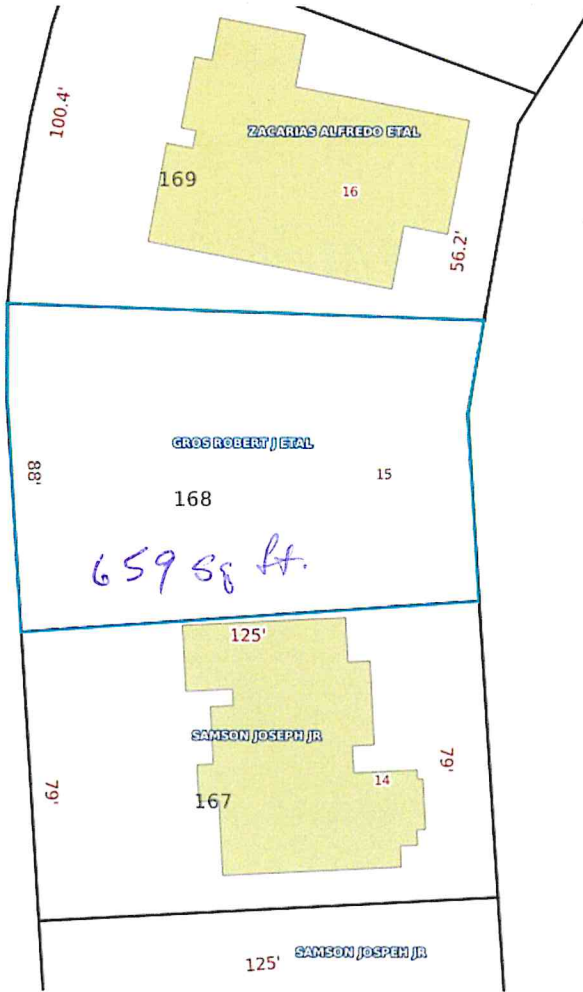 100.4'
ZACARIAS ALFREDO ETAL
169
16
56.2'
GROS ROBERT J ETAL
88'
15
168
659 sq ft.
125'
SAMSON JOSEPH JR
79'
79'
14
167
125' SAMSON JOSPEH JR